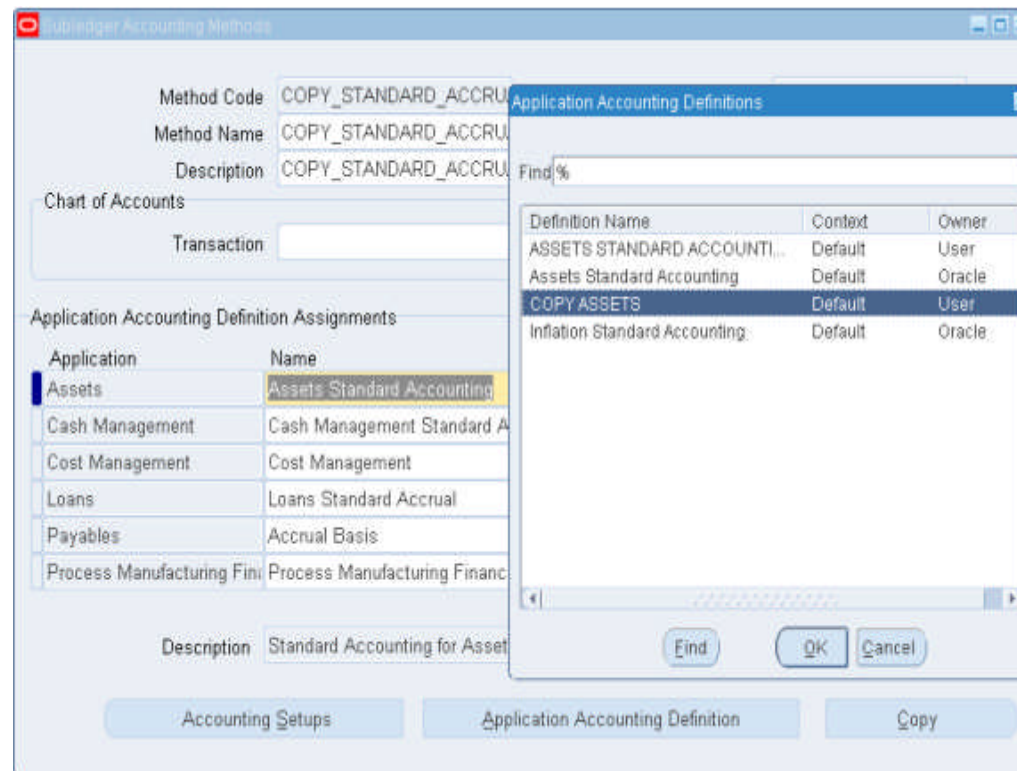 Subledger Accounting Methods
Method Code COPY_STANDARD_ACCRU
Method Name COPY_STANDARD_ACCRU
Description COPY_STANDARD_ACCRU
Chart of Accounts
Transaction
Application Accounting Definition Assignments
Application Name
Assets Assets Standard Accounting
Cash Management Cash Management Standard A
Cost Management Cost Management
Loans Loans Standard Accrual
Payables Accrual Basis
Process Manufacturing Fin Process Manufacturing Financ
Description Standard Accounting for Asset
Accounting Setups Application Accounting Definition Copy
Application Accounting Definitions
Find %
Definition Name Context Owner
ASSETS STANDARD ACCOUNTI... Default User
Assets Standard Accounting Default Oracle
COPY ASSETS Default User
Inflation Standard Accounting Default Oracle
Find OK Cancel